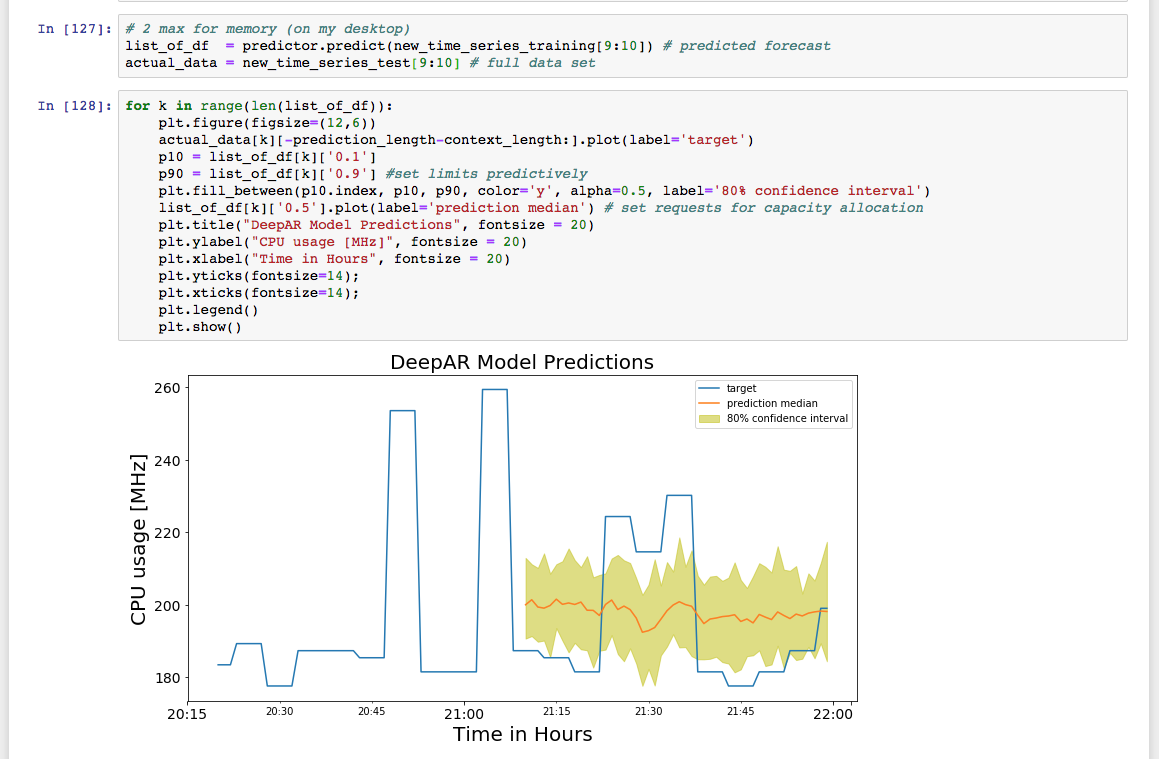 In [127]:
# 2 max for memory (on my desktop)
list_of_df  = predictor.predict(new_time_series_training[9:10]) # predicted forecast
actual_data = new_time_series_test[9:10] # full data set
In [128]:
for k in range(len(list_of_df)):
    plt.figure(figsize=(12,6))
    actual_data[k][-prediction_length-context_length:].plot(label='target')
    p10 = list_of_df[k]['0.1']
    p90 = list_of_df[k]['0.9'] #set limits predictively
    plt.fill_between(p10.index, p10, p90, color='y', alpha=0.5, label='80% confidence interval')
    list_of_df[k]['0.5'].plot(label='prediction median') # set requests for capacity allocation
    plt.title("DeepAR Model Predictions", fontsize = 20)
    plt.ylabel("CPU usage [MHz]", fontsize = 20)
    plt.xlabel("Time in Hours", fontsize = 20)
    plt.yticks(fontsize=14);
    plt.xticks(fontsize=14);
    plt.legend()
    plt.show()
DeepAR Model Predictions
CPU usage [MHz]
260
240
220
200
180
target
prediction median
80% confidence interval
20:15 20:30 20:45 21:00 21:15 21:30 21:45 22:00
Time in Hours